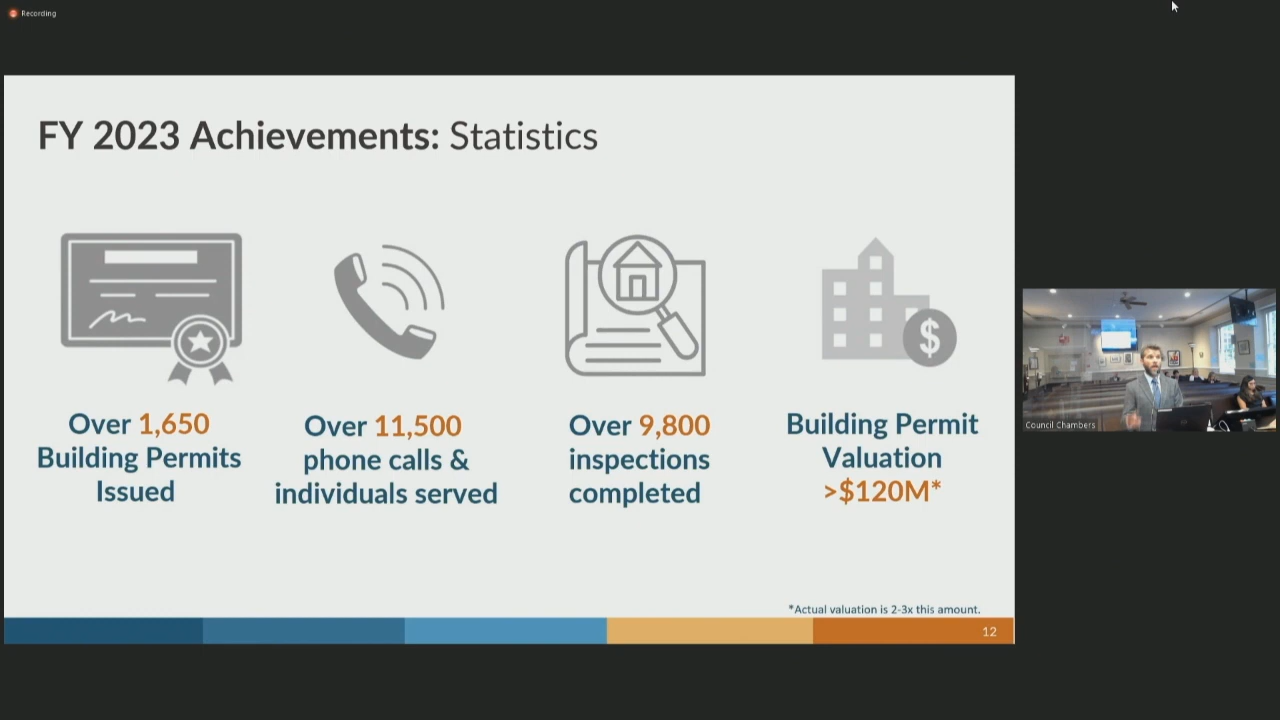 Recording
FY 2023 Achievements: Statistics
$
Over 1,650
Building Permits
Issued
Over 11,500
phone calls &
individuals served
Over 9,800
inspections
completed
Building Permit
Valuation
>$120M*
*Actual valuation is 2-3x this amount.
12
Council Chambers